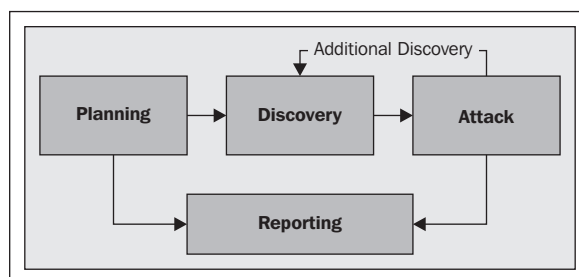 Additional Discovery
Planning
Discovery
Attack
Reporting